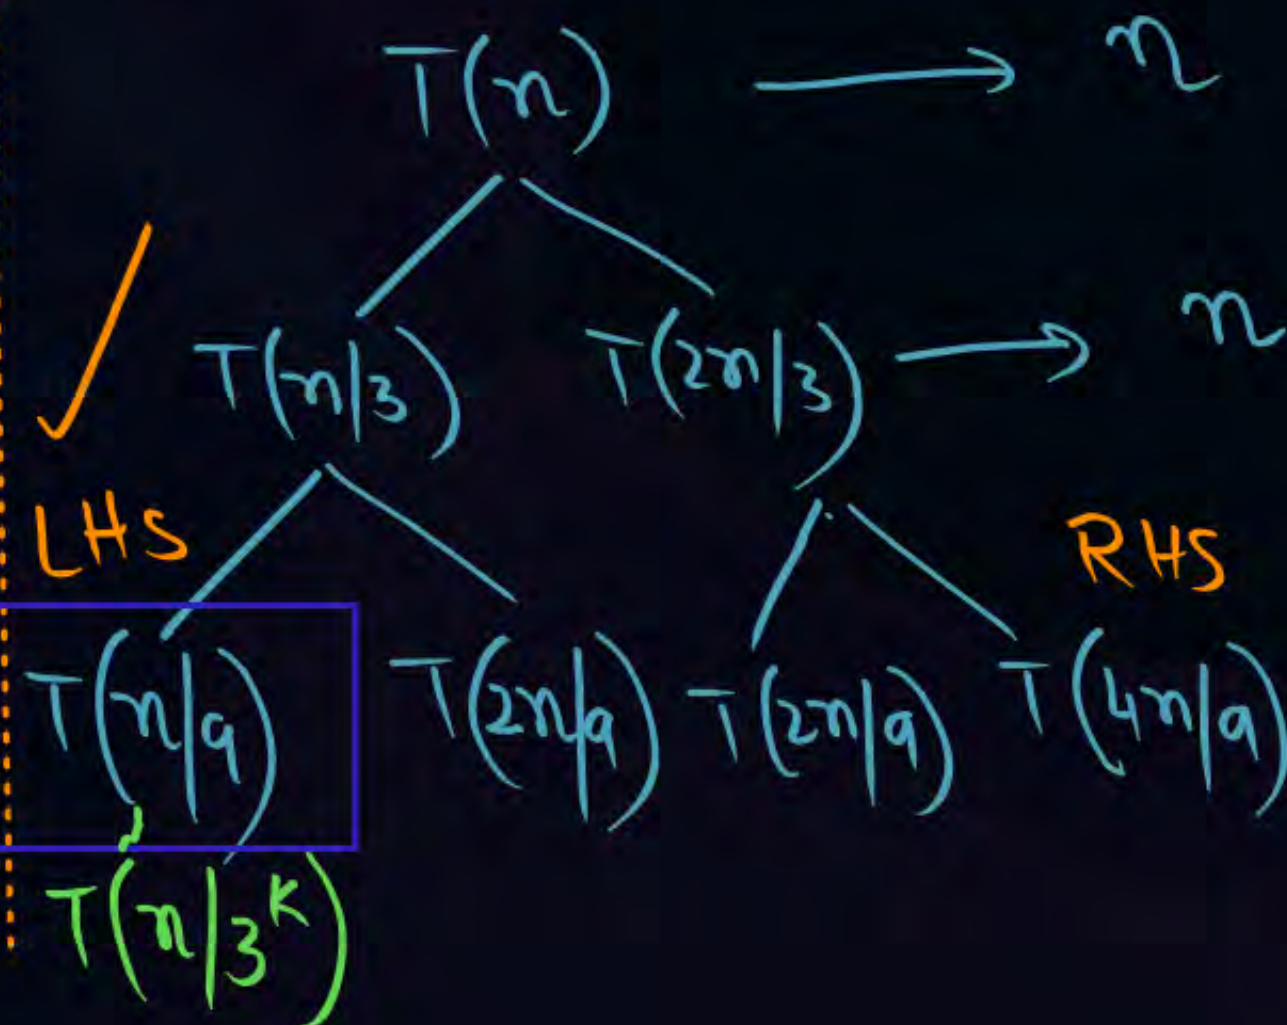 T(n) → n
T(n/3) T(2n/3) → n
LHS RHS
T(n/9) T(2n/9) T(2n/9) T(4n/9)
T(n/3^K)